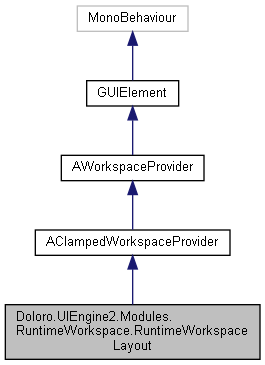 MonoBehaviour
GUIElement
AWorkspaceProvider
AClampedWorkspaceProvider
Doloro.UIEngine2.Modules.
RuntimeWorkspace.RuntimeWorkspace
Layout